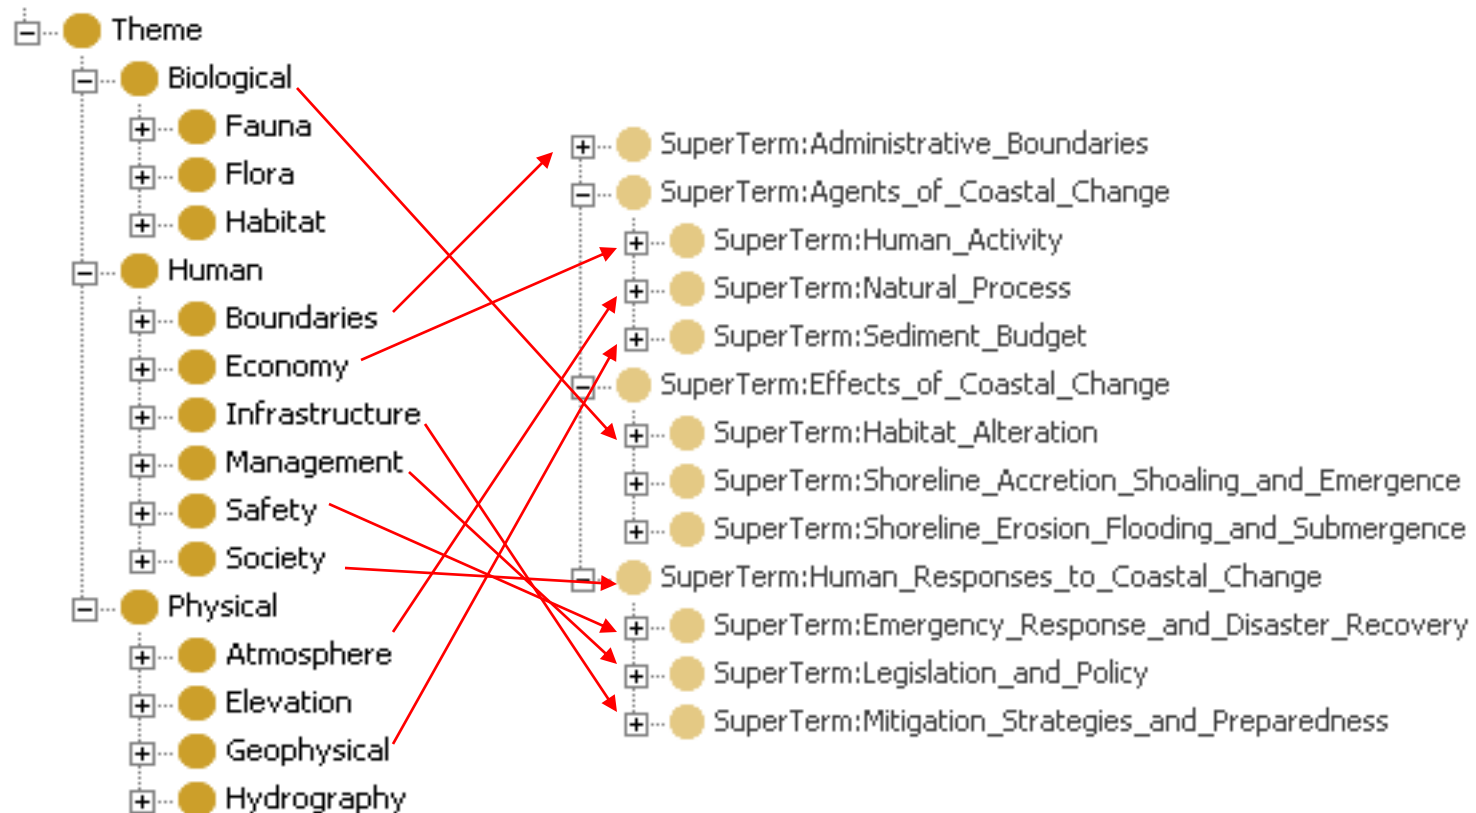 Theme
Biological
Fauna
Flora
Habitat
Human
Boundaries
Economy
Infrastructure
Management
Safety
Society
Physical
Atmosphere
Elevation
Geophysical
Hydrography
SuperTerm:Administrative_Boundaries
SuperTerm:Agents_of_Coastal_Change
SuperTerm:Human_Activity
SuperTerm:Natural_Process
SuperTerm:Sediment_Budget
SuperTerm:Effects_of_Coastal_Change
SuperTerm:Habitat_Alteration
SuperTerm:Shoreline_Accretion_Shoaling_and_Emergence
SuperTerm:Shoreline_Erosion_Flooding_and_Submergence
SuperTerm:Human_Responses_to_Coastal_Change
SuperTerm:Emergency_Response_and_Disaster_Recovery
SuperTerm:Legislation_and_Policy
SuperTerm:Mitigation_Strategies_and_Preparedness